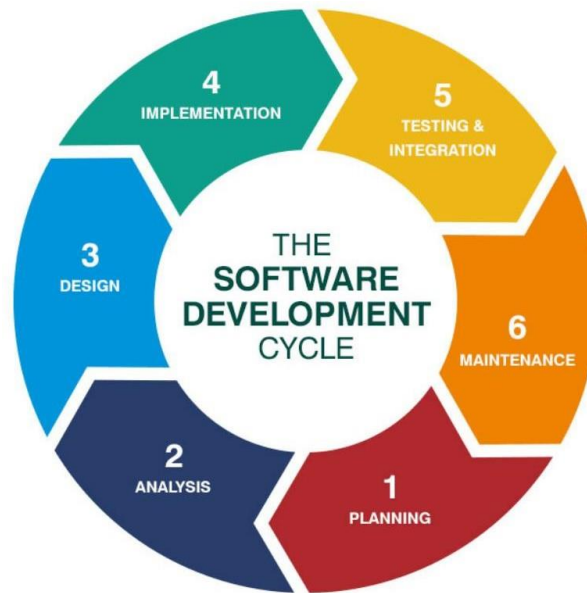 THE
SOFTWARE
DEVELOPMENT
CYCLE
1
PLANNING
2
ANALYSIS
3
DESIGN
4
IMPLEMENTATION
5
TESTING &
INTEGRATION
6
MAINTENANCE